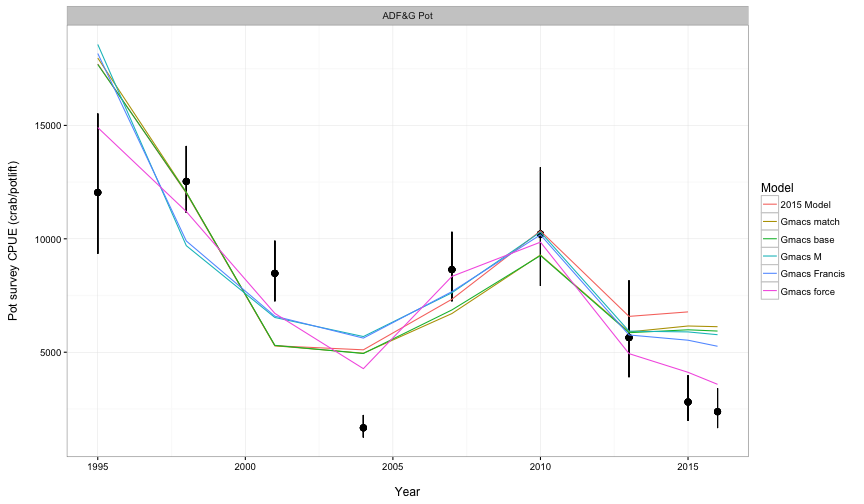 ADF&G Pot
Pot survey CPUE (crab/potlift)
15000
10000
5000
1995
2000
2005
2010
2015
Year
Model
2015 Model
Gmacs match
Gmacs base
Gmacs M
Gmacs Francis
Gmacs force